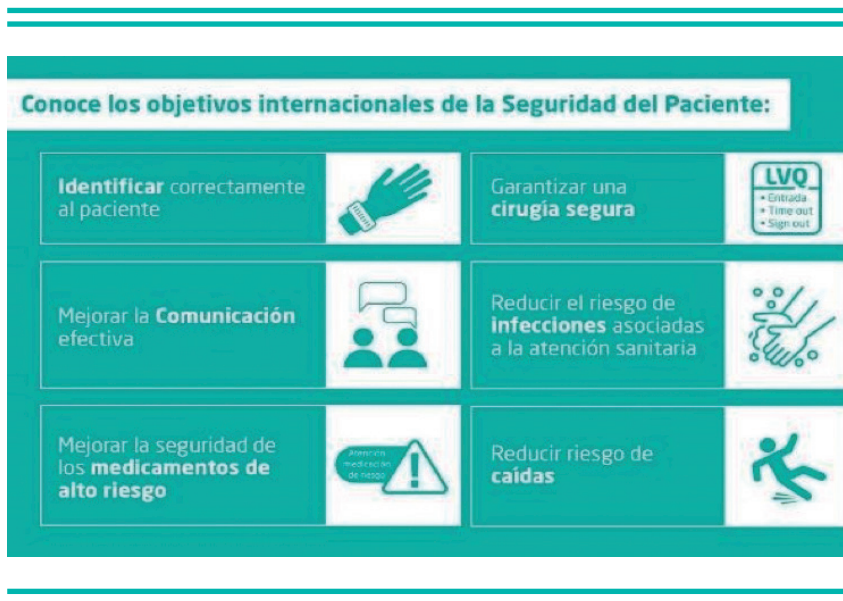 Conoce los objetivos internacionales de la Seguridad del Paciente:
Identificar correctamente
al paciente
Garantizar una
cirugía segura
LVQ
• Entrada
• Time out
• Sign out
Mejorar la Comunicación
efectiva
Reducir el riesgo de
infecciones asociadas
a la atención sanitaria
Mejorar la seguridad de
los medicamentos de
alto riesgo
Atención
medicación
de riesgo
Reducir riesgo de
caídas